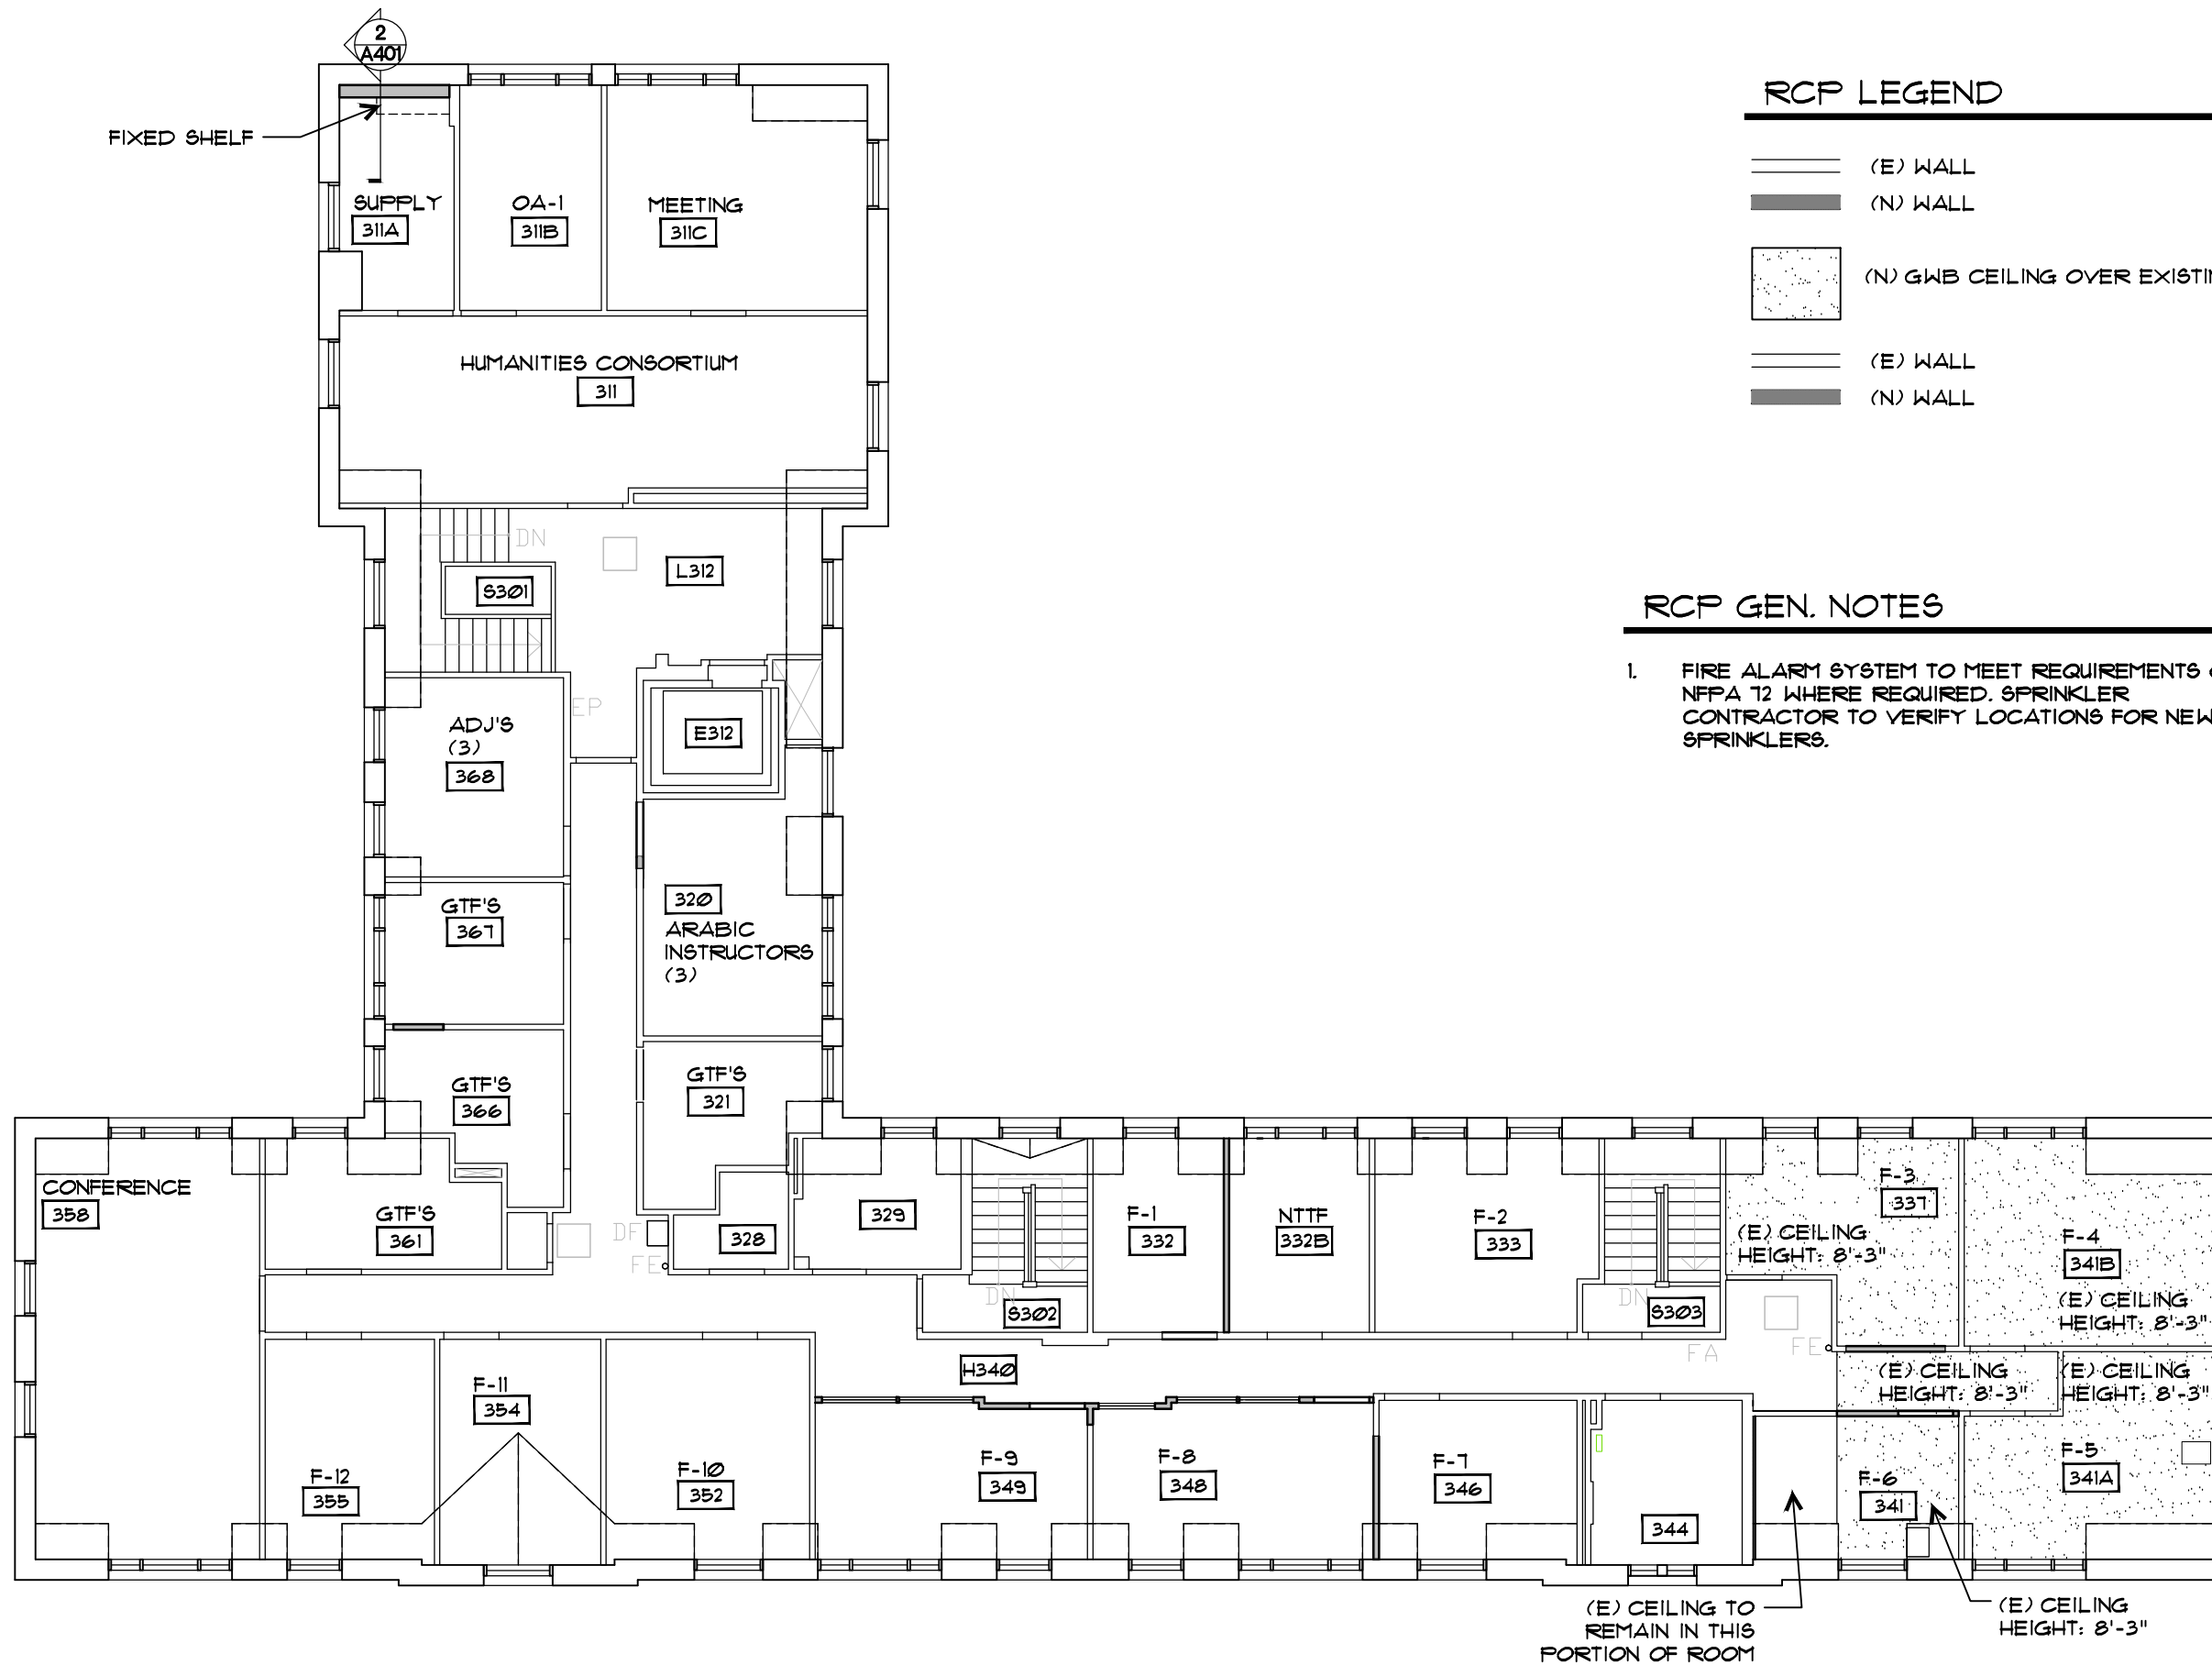 2
A401
FIXED SHELF
SUPPLY
311A
OA-1
311B
MEETING
311C
HUMANITIES CONSORTIUM
311
DN
L312
S301
EP
E312
ADJ'S
(3)
368
GTF'S
367
320
ARABIC
INSTRUCTORS
(3)
GTF'S
366
GTF'S
321
CONFERENCE
358
GTF'S
361
DF
FE
328
329
DN
S302
F-1
332
NTTF
332B
F-2
333
DN
S303
F-3
337
(E) CEILING
HEIGHT: 8'-3"
F-4
341B
(E) CEILING
HEIGHT: 8'-3"
FA
FE
(E) CEILING
HEIGHT: 8'-3"
(E) CEILING
HEIGHT: 8'-3"
H340
F-12
355
F-11
354
F-10
352
F-9
349
F-8
348
F-7
346
344
F-6
341
F-5
341A
(E) CEILING TO
REMAIN IN THIS
PORTION OF ROOM
(E) CEILING
HEIGHT: 8'-3"
RCP LEGEND
(E) WALL
(N) WALL
(N) GWB CEILING OVER
(E) WALL
(N) WALL
RCP GEN. NOTES
1. FIRE ALARM SYSTEM TO MEET REQUIREMENTS
NFPA 72 WHERE REQUIRED. SPRINKLER
CONTRACTOR TO VERIFY LOCATIONS FOR NEW
SPRINKLERS.